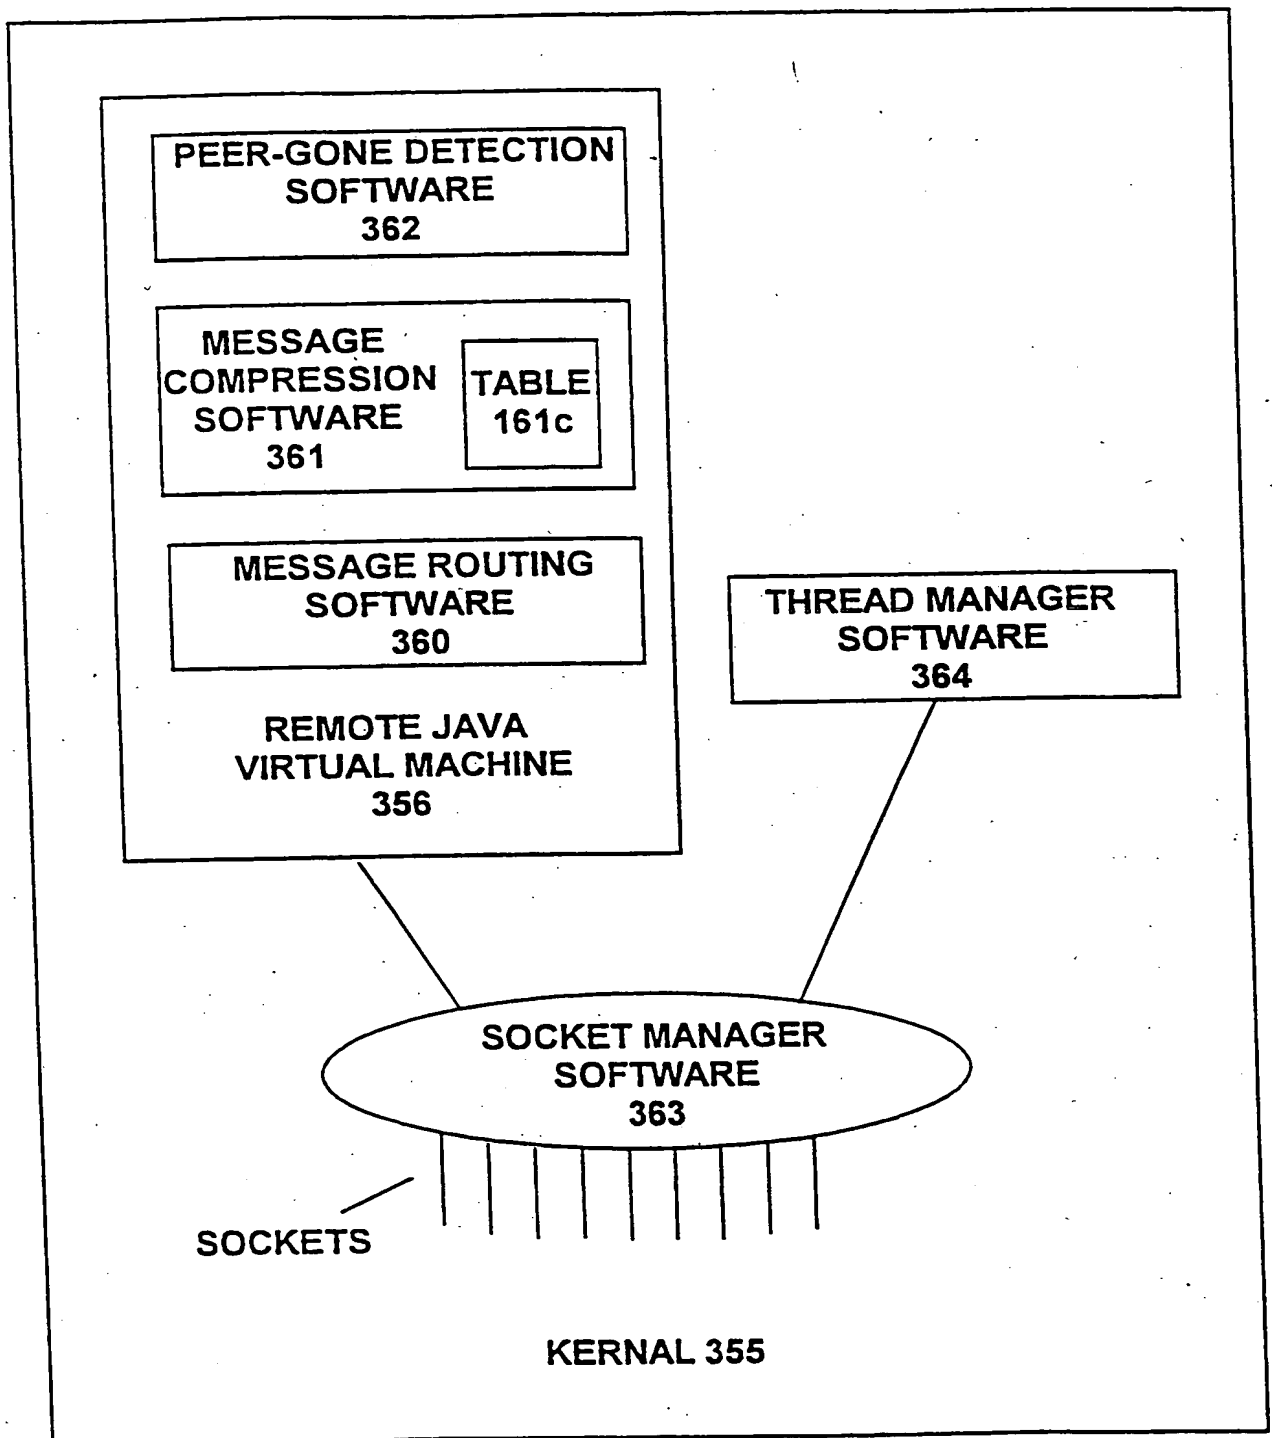 PEER-GONE DETECTION
SOFTWARE
362
MESSAGE
COMPRESSION
SOFTWARE
361
TABLE
161c
MESSAGE ROUTING
SOFTWARE
360
REMOTE JAVA
VIRTUAL MACHINE
356
THREAD MANAGER
SOFTWARE
364
SOCKET MANAGER
SOFTWARE
363
SOCKETS
KERNAL 355